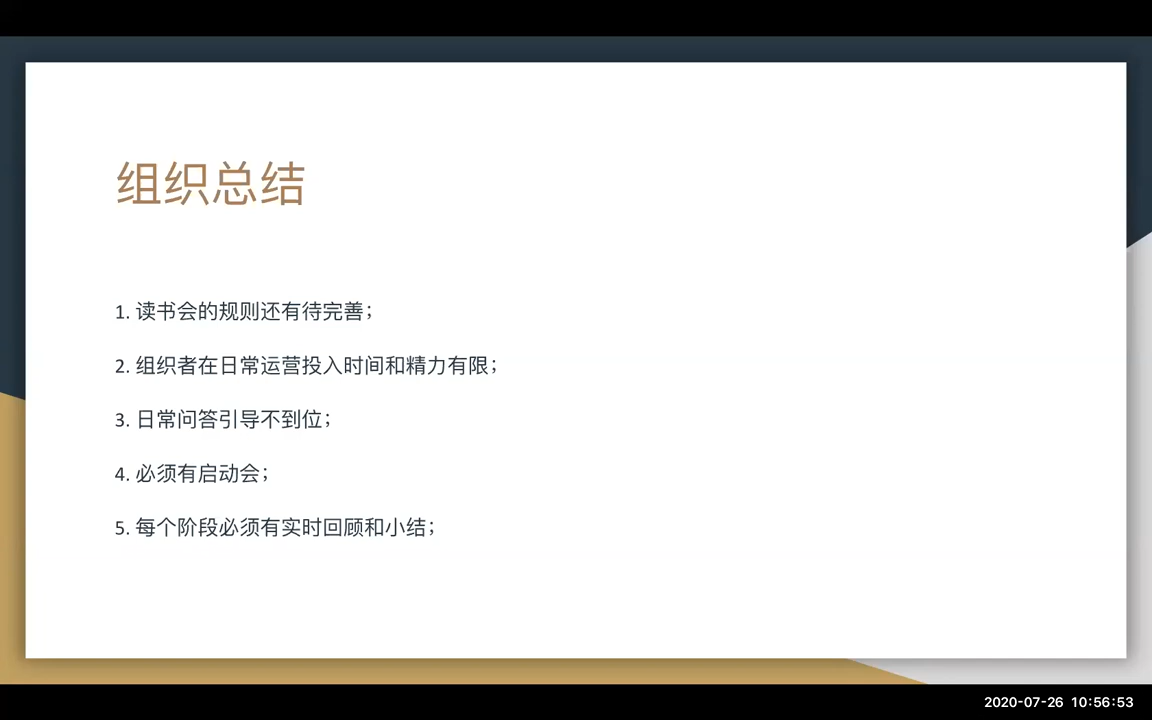 组织总结
1. 读书会的规则还有待完善；
2. 组织者在日常运营投入时间和精力有限；
3. 日常问答引导不到位；
4. 必须有启动会；
5. 每个阶段必须有实时回顾和小结；
2020-07-26 10:56:53